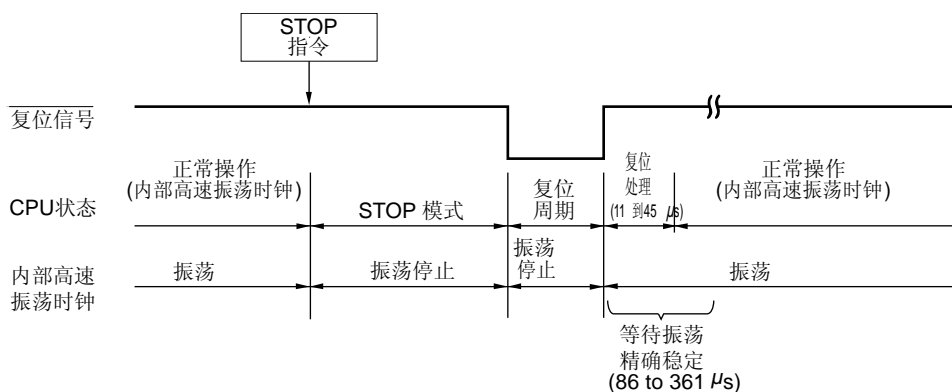 STOP
指令
复位信号
正常操作
(内部高速振荡时钟)
CPU状态
STOP 模式
复位
周期
复位
处理
(11 到45 μs)
正常操作
(内部高速振荡时钟)
内部高速
振荡时钟
振荡
振荡停止
振荡
停止
振荡
等待振荡
精确稳定
(86 to 361 μs)